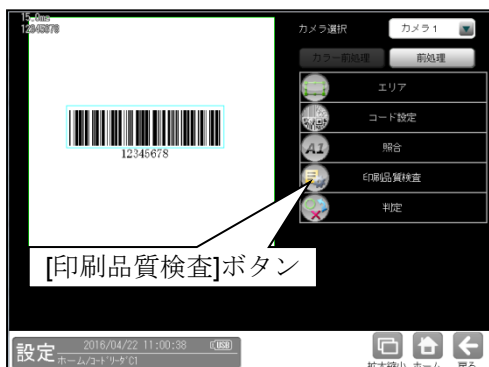 15.0ms
12345678
カメラ選択
カメラ1
カラー前処理
前処理
エリア
コード設定
照合
印刷品質検査
判定
12345678
[印刷品質検査]ボタン
設定
2016/04/22 11:00:38
USB
ホーム/コードリーダC1
拡大縮小
ホーム
戻る